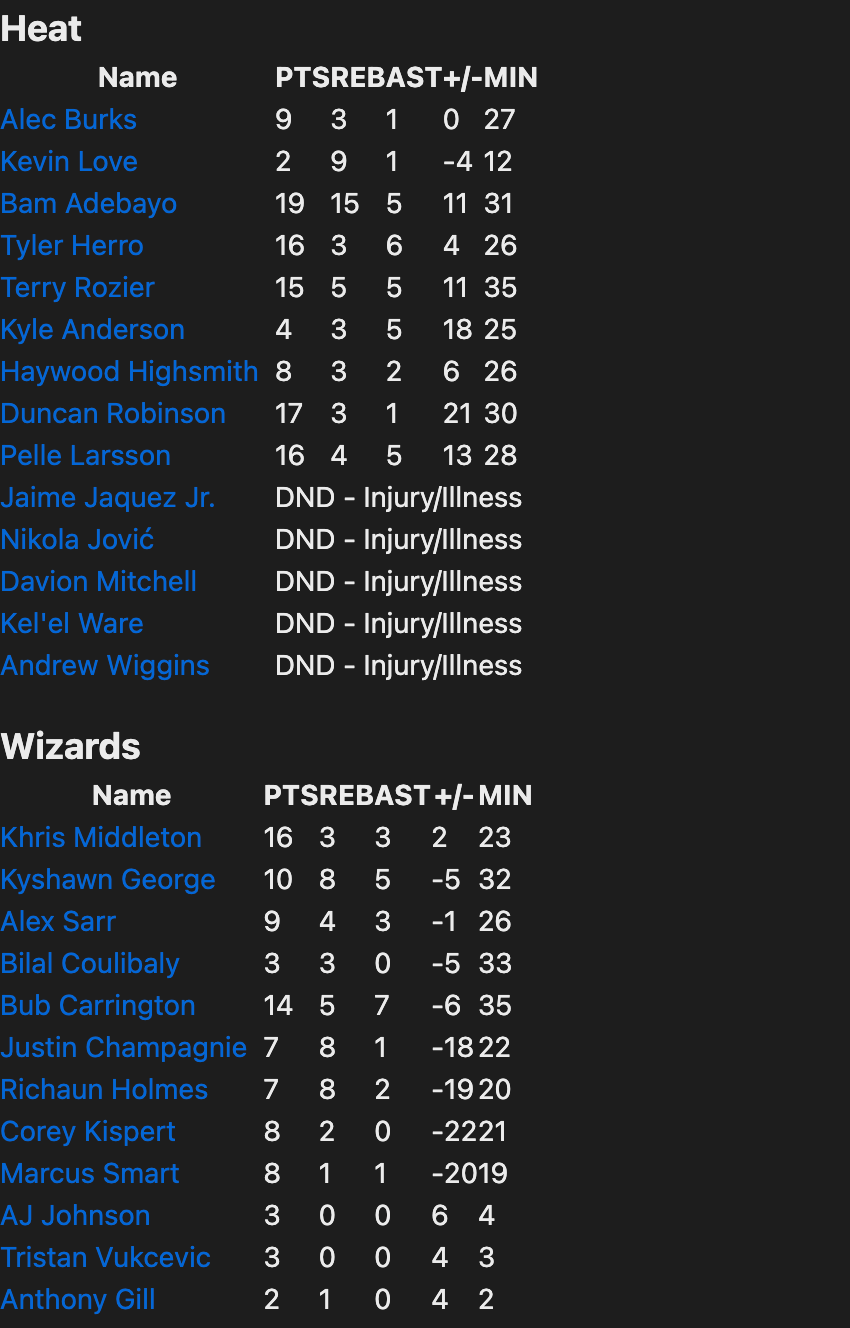 Heat
Name PTS REB AST +/- MIN
Alec Burks 9 3 1 0 27
Kevin Love 2 9 1 -4 12
Bam Adebayo 19 15 5 11 31
Tyler Herro 16 3 6 4 26
Terry Rozier 15 5 5 11 35
Kyle Anderson 4 3 5 18 25
Haywood Highsmith 8 3 2 6 26
Duncan Robinson 17 3 1 21 30
Pelle Larsson 16 4 5 13 28
Jaime Jaquez Jr. DND - Injury/Illness
Nikola Jović DND - Injury/Illness
Davion Mitchell DND - Injury/Illness
Kel'el Ware DND - Injury/Illness
Andrew Wiggins DND - Injury/Illness
Wizards
Name PTS REB AST +/- MIN
Khris Middleton 16 3 3 2 23
Kyshawn George 10 8 5 -5 32
Alex Sarr 9 4 3 -1 26
Bilal Coulibaly 3 3 0 -5 33
Bub Carrington 14 5 7 -6 35
Justin Champagnie 7 8 1 -18 22
Richaun Holmes 7 8 2 -19 20
Corey Kispert 8 2 0 -22 21
Marcus Smart 8 1 1 -20 19
AJ Johnson 3 0 0 6 4
Tristan Vukcevic 3 0 0 4 3
Anthony Gill 2 1 0 4 2